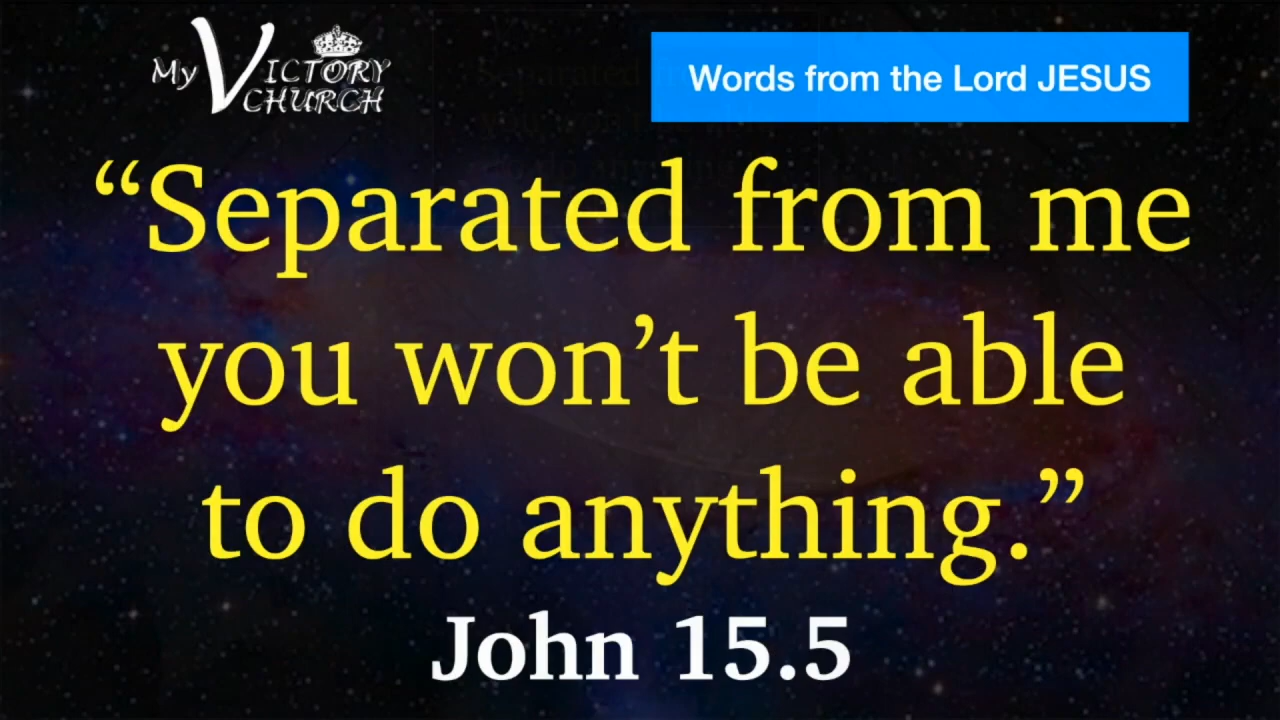 My VICTORY
CHURCH
Words from the Lord JESUS
“Separated from me
you won’t be able
to do anything.”
John 15.5